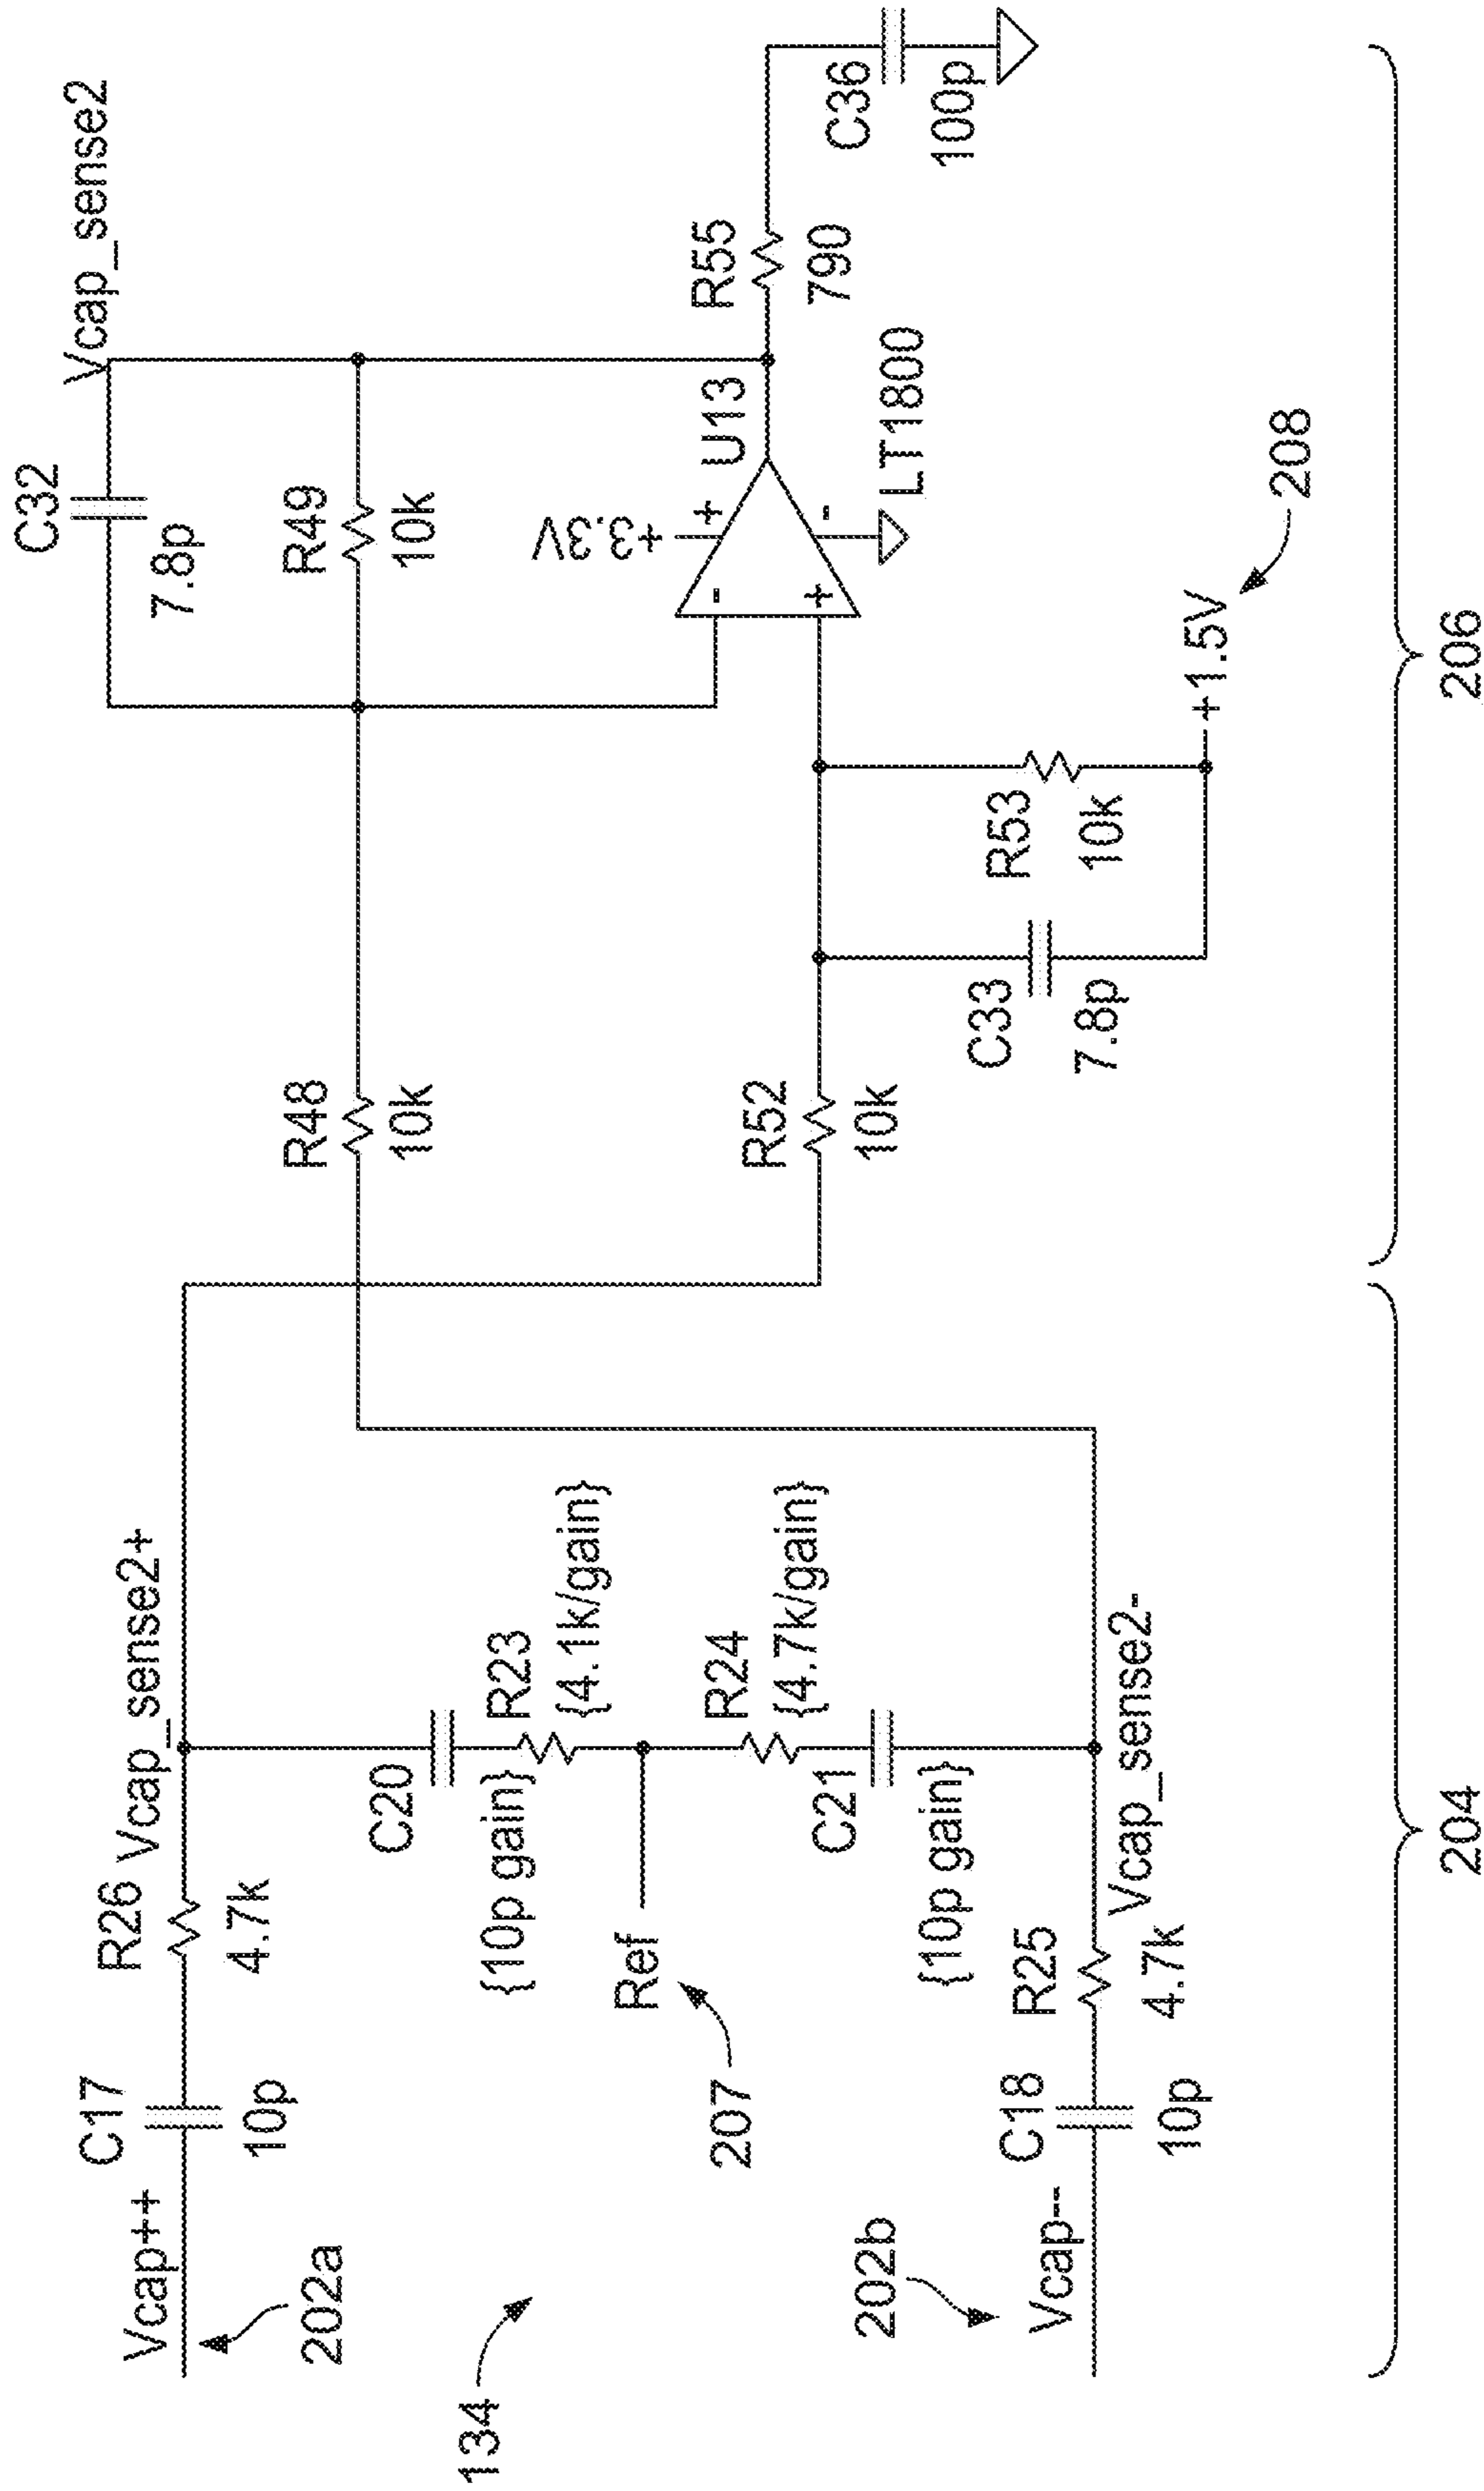 Vcap++
202a
C17
10p
R26
4.7k
Vcap_sense2+
C20
{10p gain}
R23
{4.1k/gain}
Ref
207
R24
{4.7k/gain}
C21
{10p gain}
134
202b
Vcap--
C18
10p
R25
4.7k
Vcap_sense2-
204
R48
10k
R52
10k
C33
7.8p
R53
10k
+1.5V
208
C32
7.8p
R49
10k
Vcap_sense2
+3.3V
+
-
-
+
U13
LT1800
R55
790
C36
100p
206